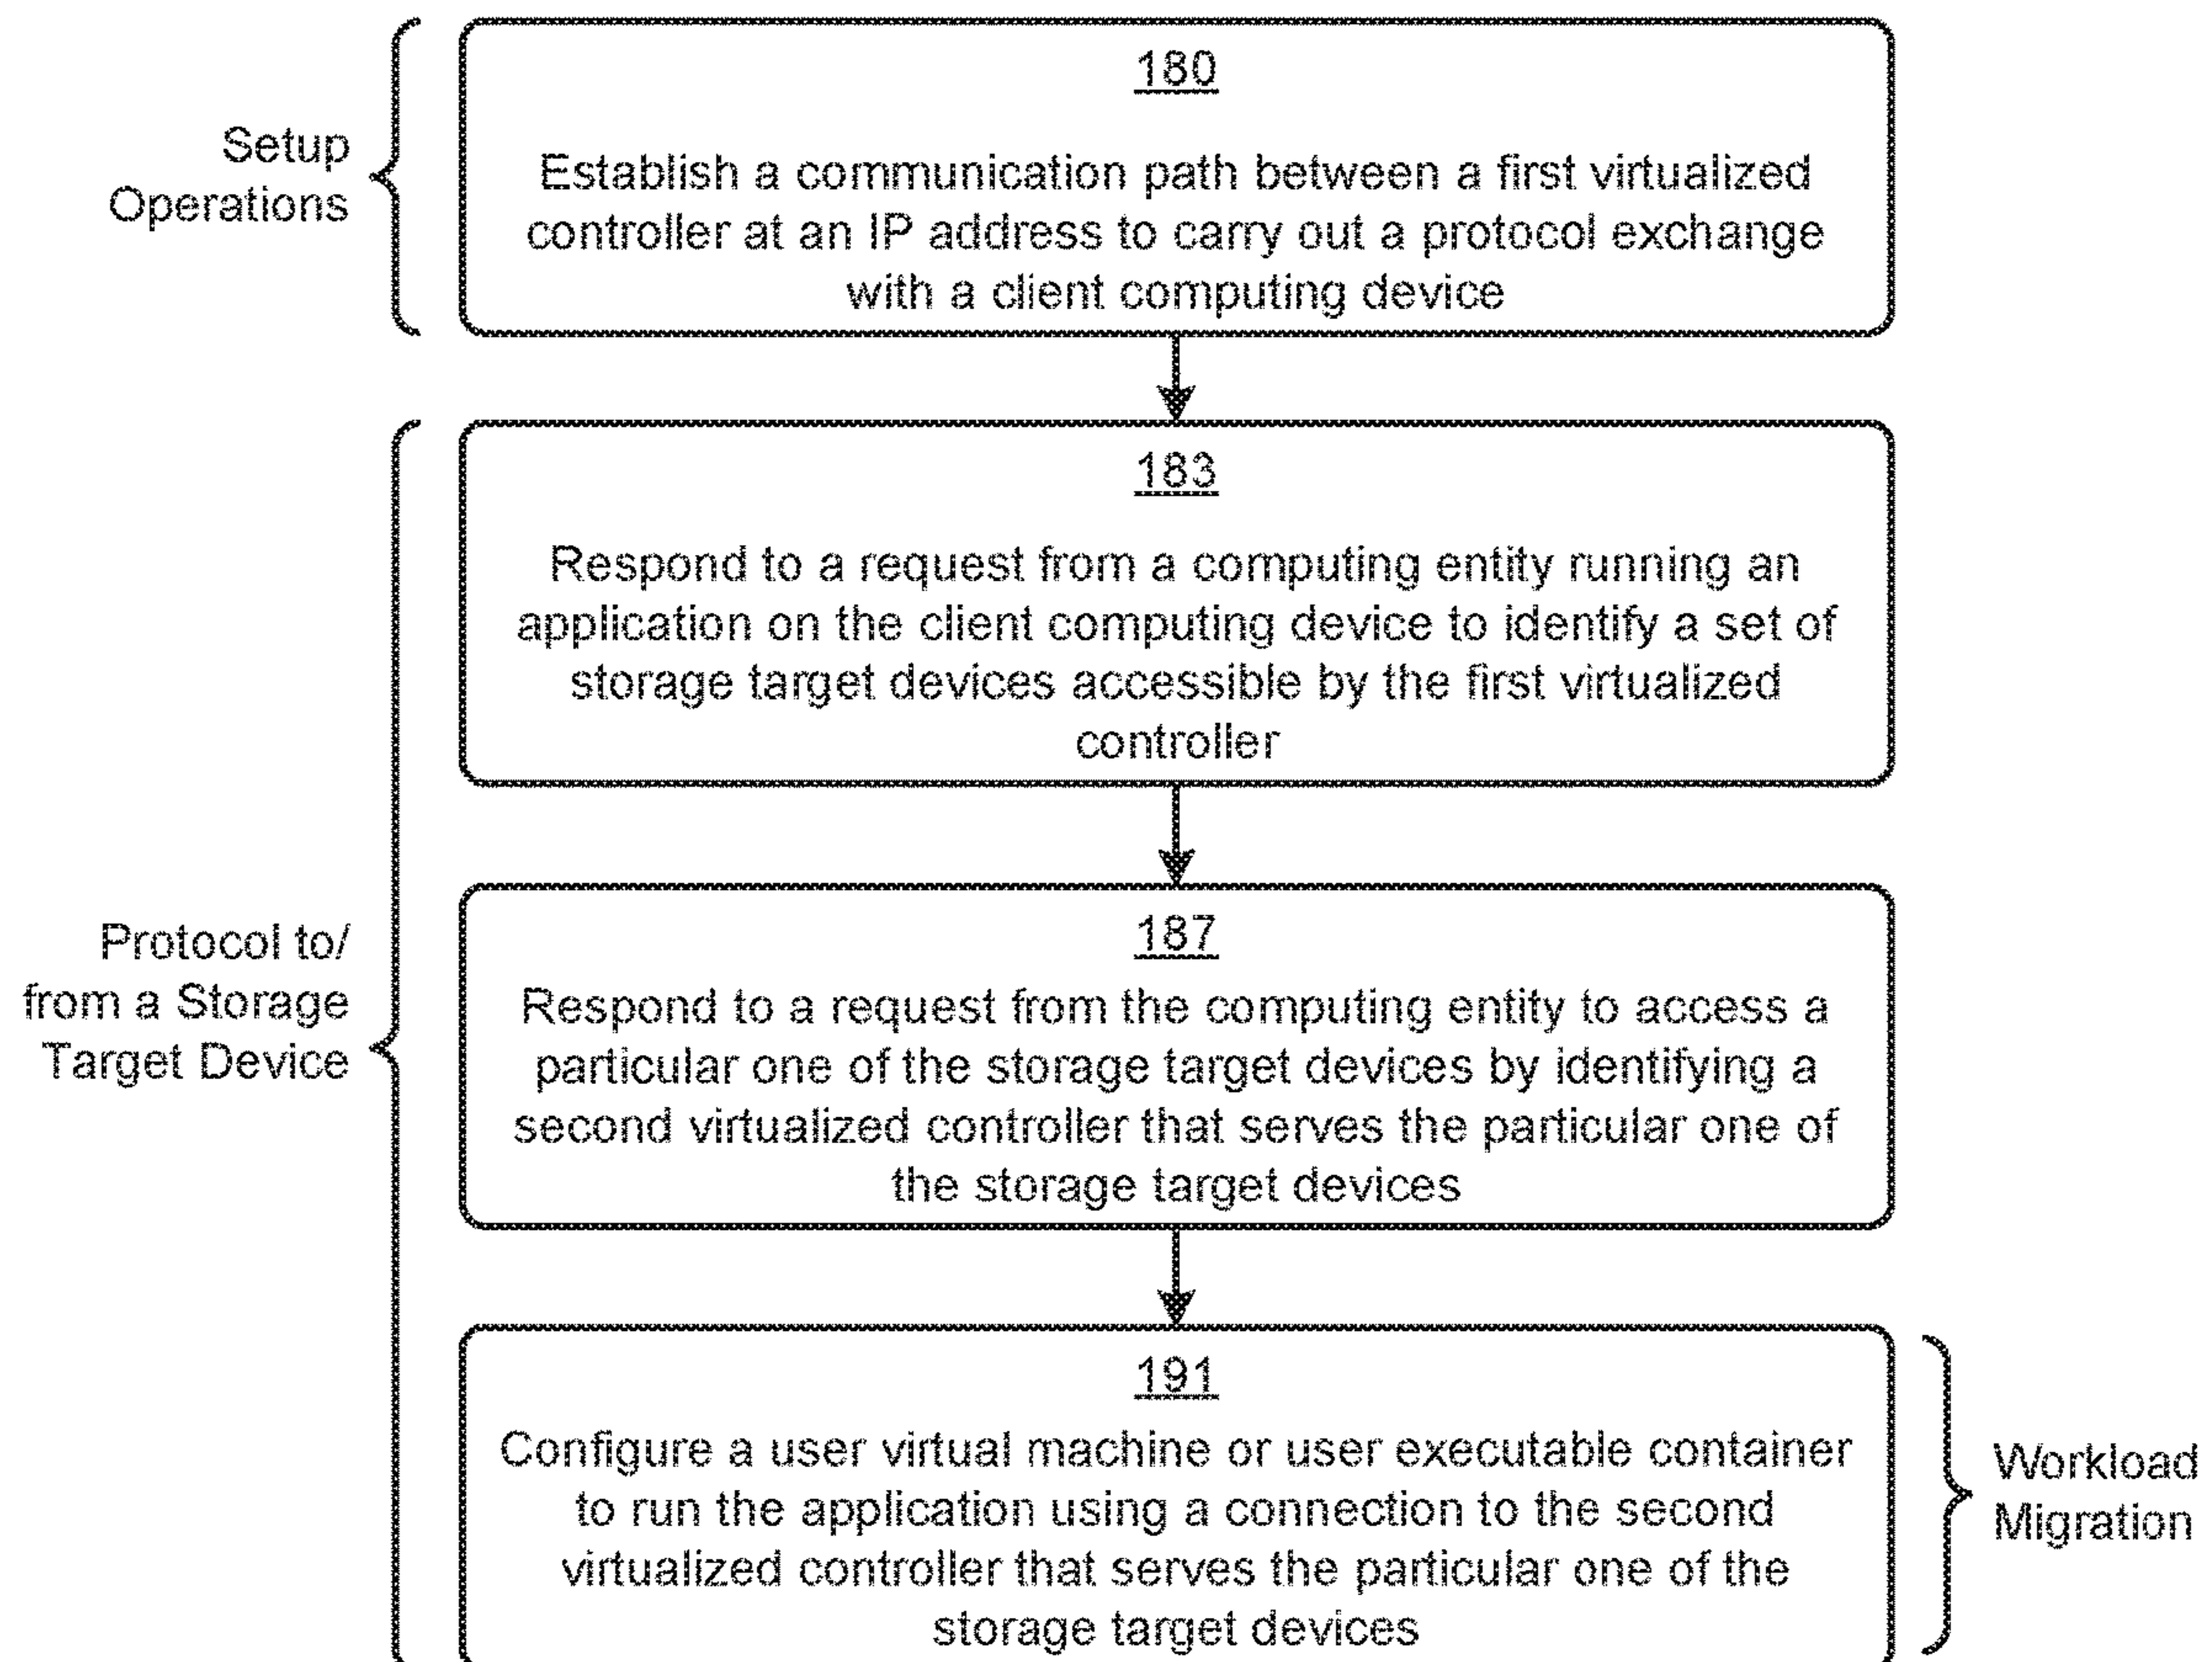 Setup
Operations
180
Establish a communication path between a first virtualized
controller at an IP address to carry out a protocol exchange
with a client computing device
183
Respond to a request from a computing entity running an
application on the client computing device to identify a set of
storage target devices accessible by the first virtualized
controller
Protocol to/
from a Storage
Target Device
187
Respond to a request from the computing entity to access a
particular one of the storage target devices by identifying a
second virtualized controller that serves the particular one of
the storage target devices
191
Configure a user virtual machine or user executable container
to run the application using a connection to the second
virtualized controller that serves the particular one of the
storage target devices
Workload
Migration